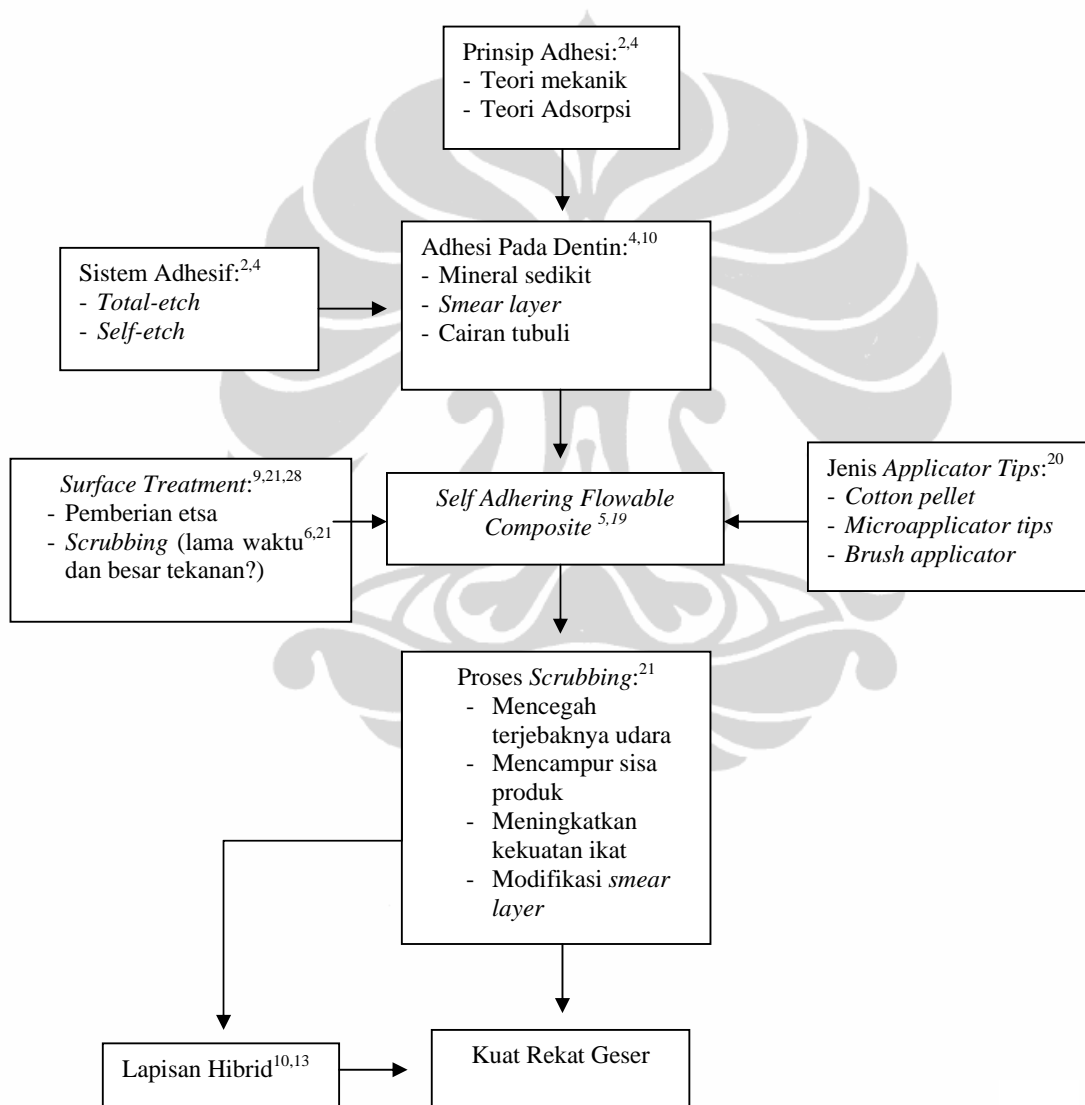 Prinsip Adhesi:2,4
- Teori mekanik
- Teori Adsorpsi
Sistem Adhesif:2,4
- Total-etch
- Self-etch
Adhesi Pada Dentin:4,10
- Mineral sedikit
- Smear layer
- Cairan tubuli
Surface Treatment:9,21,28
- Pemberian etsa
- Scrubbing (lama waktu6,21
dan besar tekanan?)
Self Adhering Flowable
Composite 5,19
Jenis Applicator Tips:20
- Cotton pellet
- Microapplicator tips
- Brush applicator
Proses Scrubbing:21
- Mencegah
terjebaknya udara
- Mencampur sisa
produk
- Meningkatkan
kekuatan ikat
- Modifikasi smear
layer
Lapisan Hibrid10,13
Kuat Rekat Geser